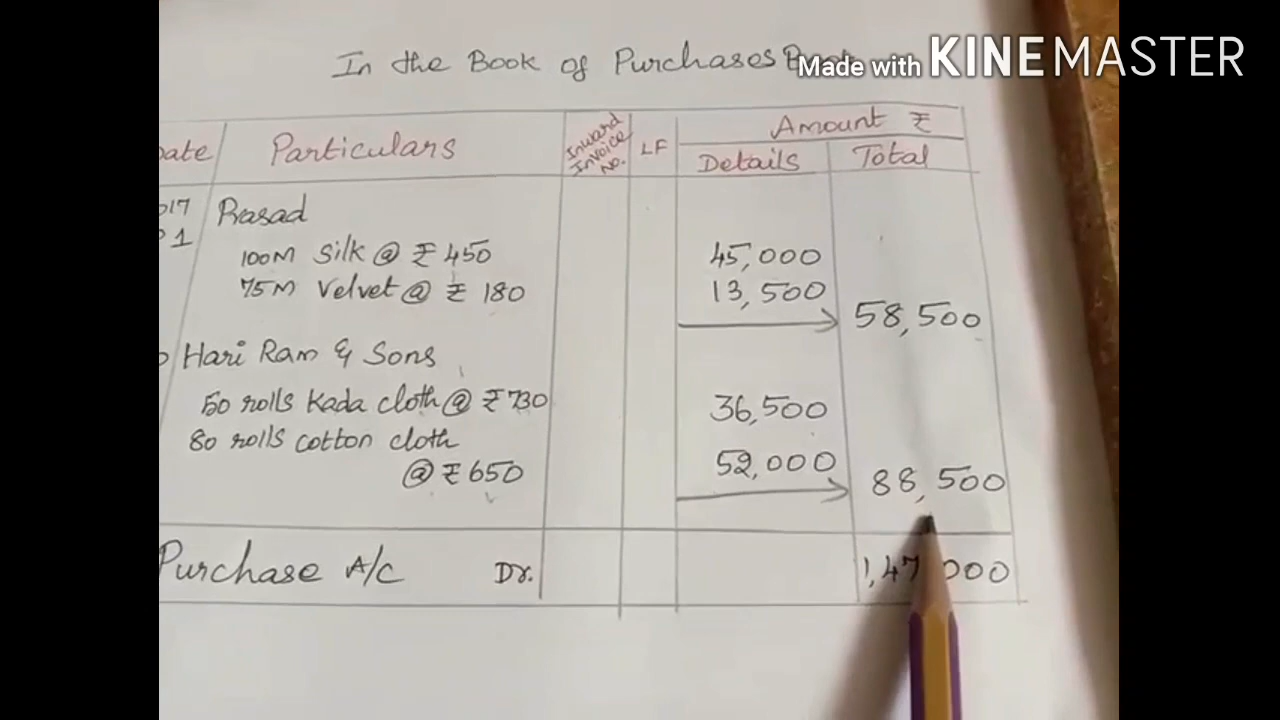 In the Book of Purchases
Made with KINEMASTER
Date Particulars Inward Invoice No. LF Amount ₹
Details Total
017 Prasad
1
100M Silk @ ₹ 450 45,000
75M Velvet @ ₹ 180 13,500
58,500
Hari Ram & Sons
50 rolls Kada cloth @ ₹ 730 36,500
80 rolls cotton cloth
@ ₹ 650 52,000
88,500
Purchase A/C Dr. 1,47,000